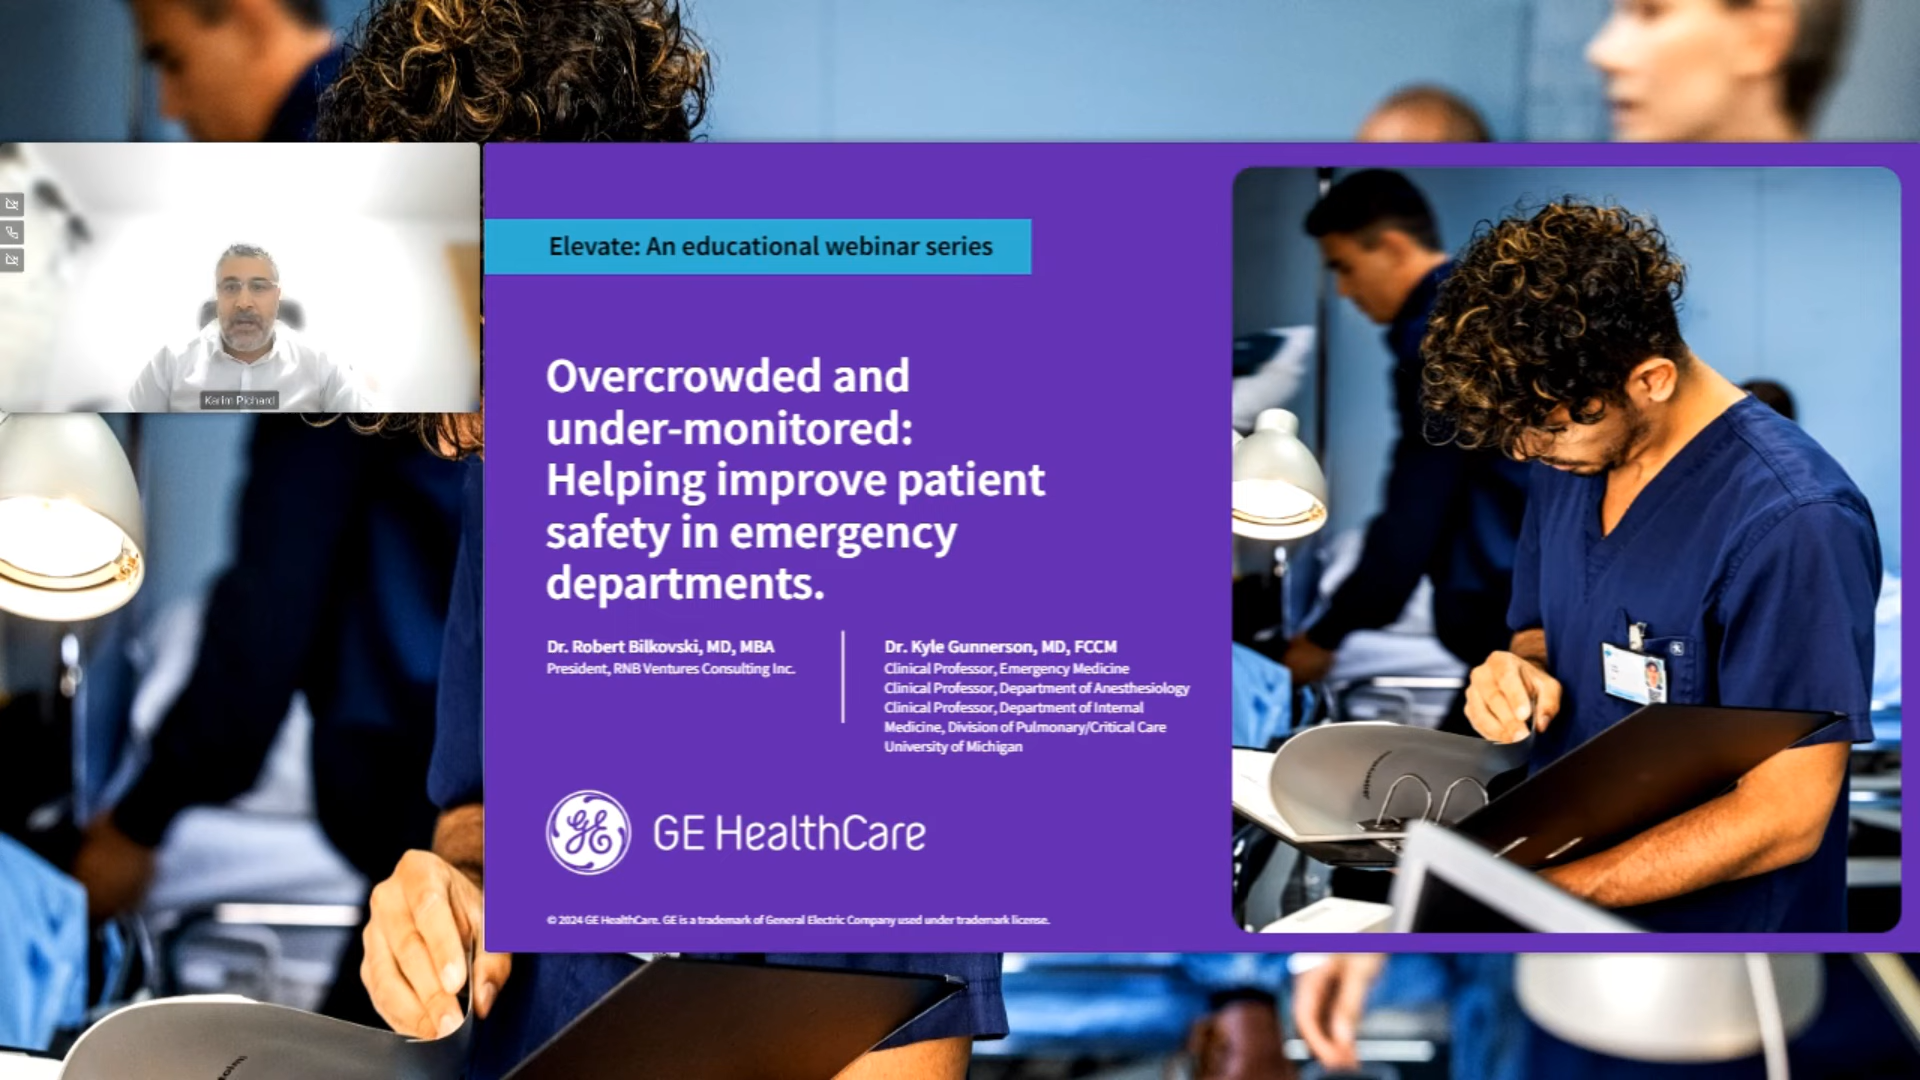 Karim Pichard
Elevate: An educational webinar series
Overcrowded and
under-monitored:
Helping improve patient
safety in emergency
departments.
Dr. Robert Bilkovski, MD, MBA
President, RNB Ventures Consulting Inc.
Dr. Kyle Gunnerson, MD, FCCM
Clinical Professor, Emergency Medicine
Clinical Professor, Department of Anesthesiology
Clinical Professor, Department of Internal
Medicine, Division of Pulmonary/Critical Care
University of Michigan
GE HealthCare
© 2024 GE HealthCare. GE is a trademark of General Electric Company used under trademark license.